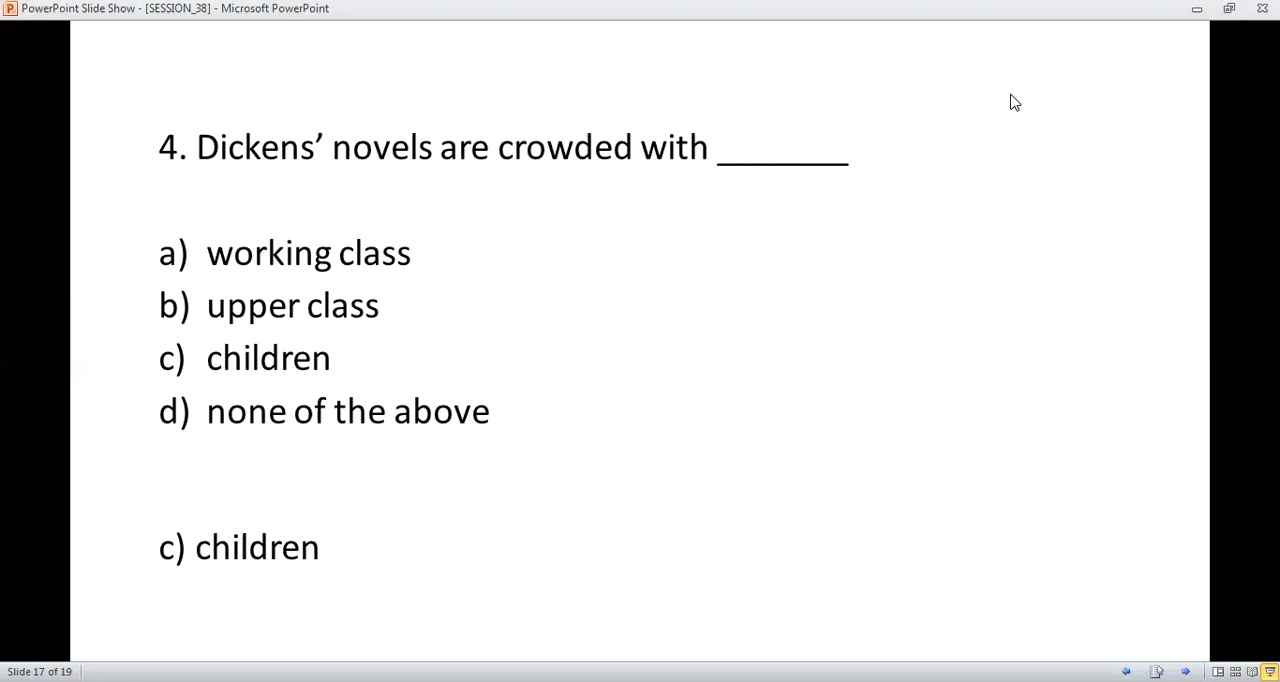 PowerPoint Slide Show - [SESSION_38] - Microsoft PowerPoint
4. Dickens’ novels are crowded with _______
a) working class
b) upper class
c) children
d) none of the above
c) children
Slide 17 of 19